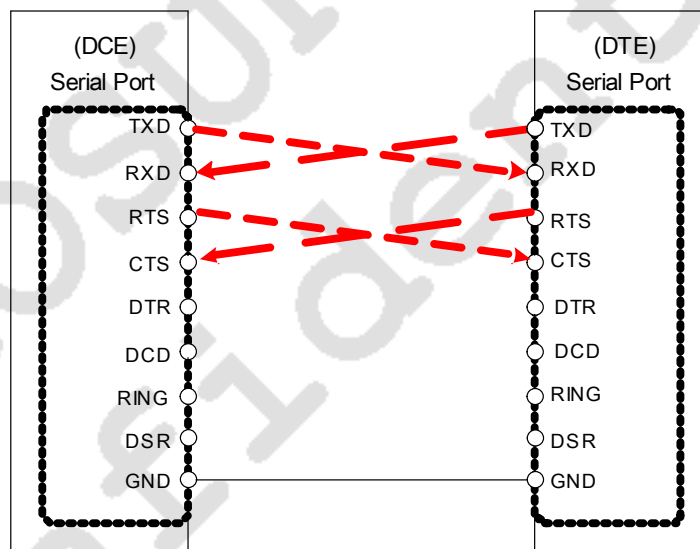 (DCE)
Serial Port
TXD
RXD
RTS
CTS
DTR
DCD
RING
DSR
GND
(DTE)
Serial Port
TXD
RXD
RTS
CTS
DTR
DCD
RING
DSR
GND